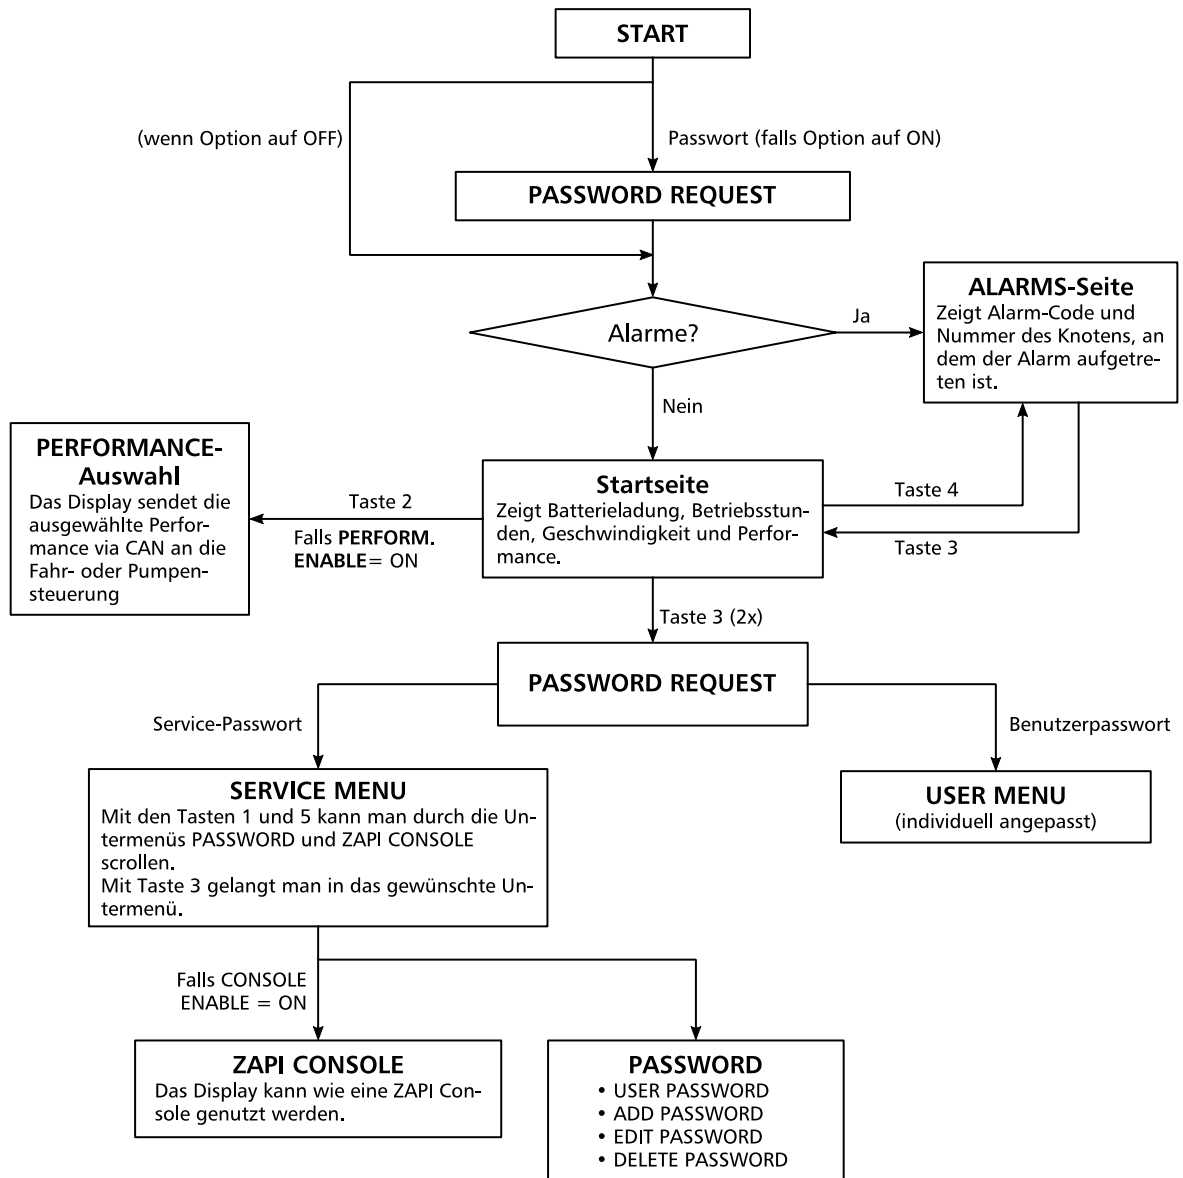 START
(wenn Option auf OFF)
Passwort (falls Option auf ON)
PASSWORD REQUEST
Alarme?
Ja
ALARMS-Seite
Zeigt Alarm-Code und
Nummer des Knotens, an
dem der Alarm aufgetre-
ten ist.
Nein
PERFORMANCE-
Auswahl
Das Display sendet die
ausgewählte Perfor-
mance via CAN an die
Fahr- oder Pumpen-
steuerung
Taste 2
Falls PERFORM.
ENABLE= ON
Startseite
Zeigt Batterieladung, Betriebsstun-
den, Geschwindigkeit und Perfor-
mance.
Taste 4
Taste 3
Taste 3 (2x)
PASSWORD REQUEST
Service-Passwort
Benutzerpasswort
SERVICE MENU
Mit den Tasten 1 und 5 kann man durch die Un-
termenüs PASSWORD und ZAPI CONSOLE
scrollen.
Mit Taste 3 gelangt man in das gewünschte Un-
termenü.
USER MENU
(individuell angepasst)
Falls CONSOLE
ENABLE = ON
ZAPI CONSOLE
Das Display kann wie eine ZAPI Con-
sole genutzt werden.
PASSWORD
• USER PASSWORD
• ADD PASSWORD
• EDIT PASSWORD
• DELETE PASSWORD